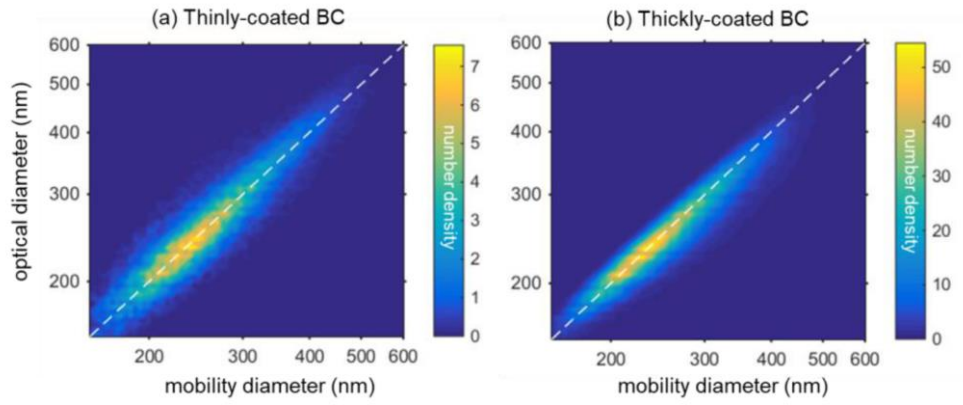 (a) Thinly-coated BC
600
500
400
300
200
optical diameter (nm)
200 300 400 500 600
mobility diameter (nm)
7
6
5
4
3
2
1
0
number density
(b) Thickly-coated BC
600
500
400
300
200
200 300 400 500 600
mobility diameter (nm)
50
40
30
20
10
0
number density